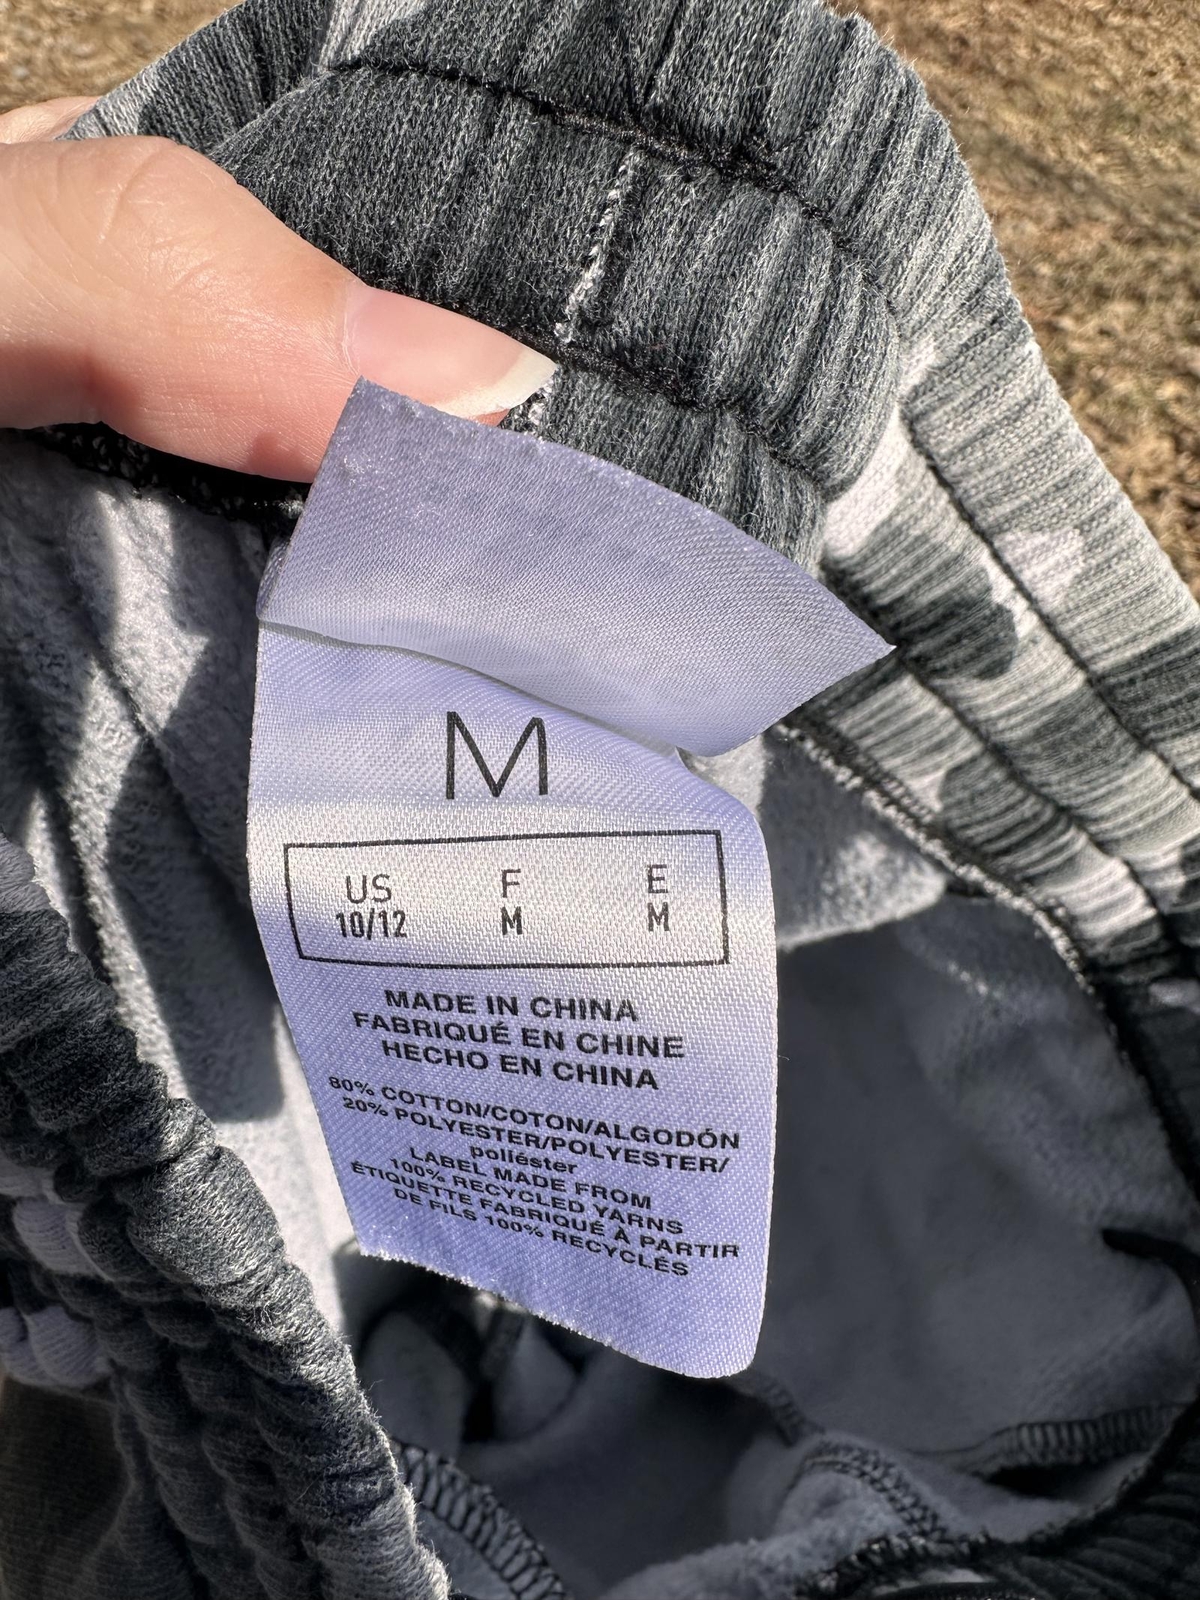 M
US F E
10/12 M M
MADE IN CHINA
FABRIQUÉ EN CHINE
HECHO EN CHINA
80% COTTON/COTON/ALGODÓN
20% POLYESTER/POLYESTER/
poliéster
LABEL MADE FROM
100% RECYCLED YARNS
ÉTIQUETTE FABRIQUÉ À PARTIR
DE FILS 100% RECYCLÉS